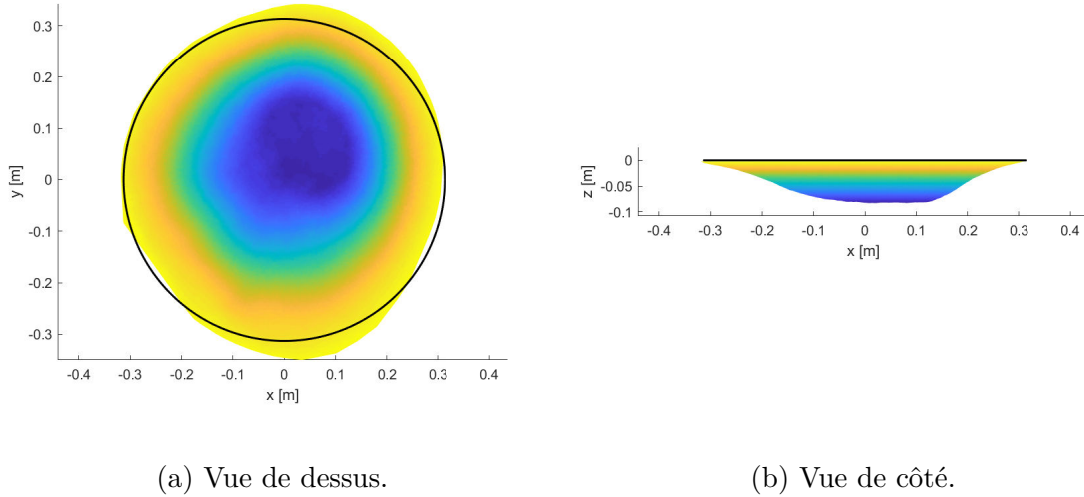 0.3
0.2
0.1
0
-0.1
-0.2
-0.3
y [m]
-0.4 -0.3 -0.2 -0.1 0 0.1 0.2 0.3 0.4
x [m]
0
-0.05
-0.1
z [m]
-0.4 -0.3 -0.2 -0.1 0 0.1 0.2 0.3 0.4
x [m]
(a) Vue de dessus.
(b) Vue de côté.